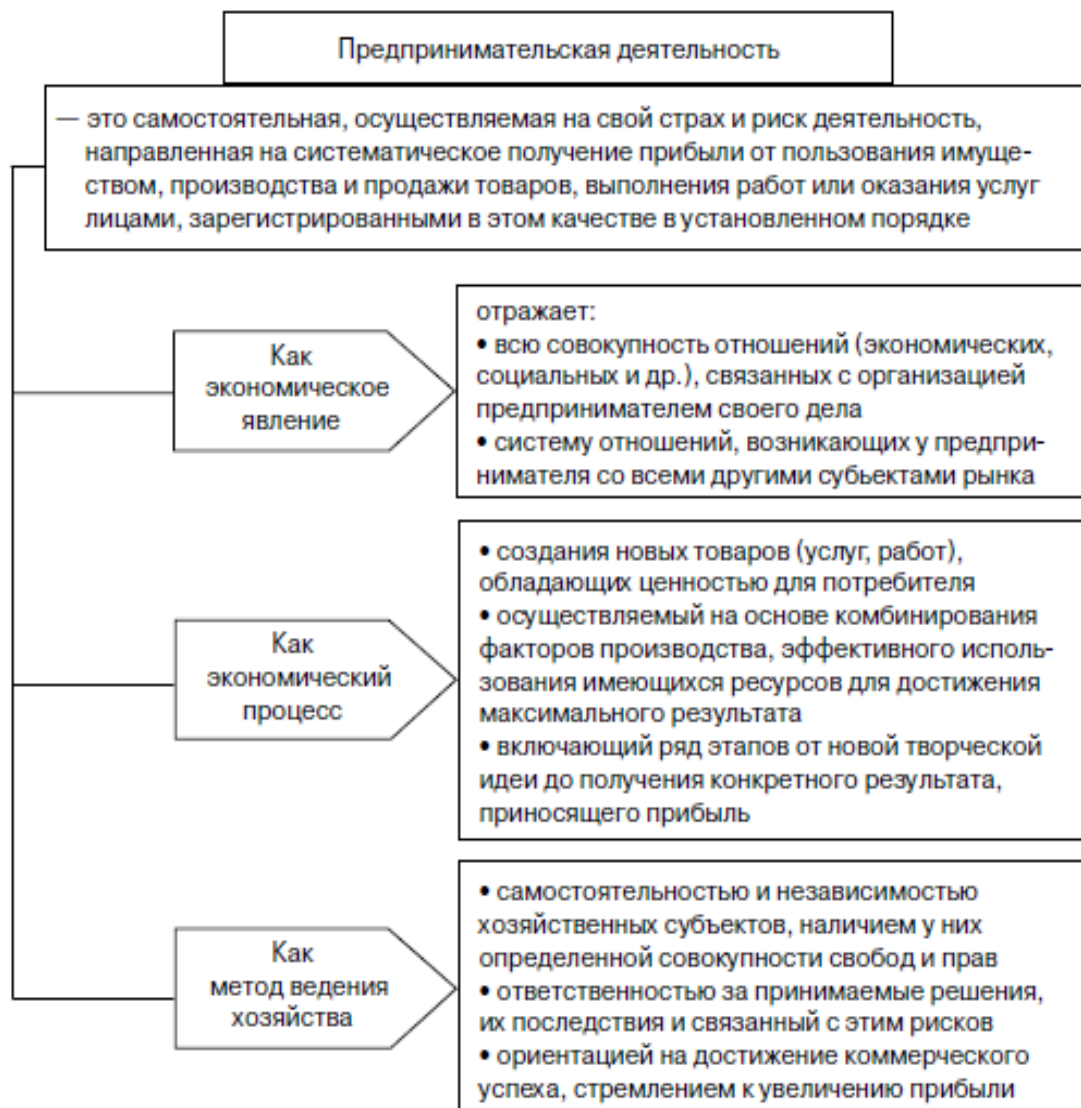 Предпринимательская деятельность
— это самостоятельная, осуществляемая на свой страх и риск деятельность,
направленная на систематическое получение прибыли от пользования имуще-
ством, производства и продажи товаров, выполнения работ или оказания услуг
лицами, зарегистрированными в этом качестве в установленном порядке
Как
экономическое
явление
отражает:
• всю совокупность отношений (экономических,
социальных и др.), связанных с организацией
предпринимателем своего дела
• систему отношений, возникающих у предпри-
нимателя со всеми другими субъектами рынка
Как
экономический
процесс
• создания новых товаров (услуг, работ),
обладающих ценностью для потребителя
• осуществляемый на основе комбинирования
факторов производства, эффективного исполь-
зования имеющихся ресурсов для достижения
максимального результата
• включающий ряд этапов от новой творческой
идеи до получения конкретного результата,
приносящего прибыль
Как
метод ведения
хозяйства
• самостоятельностью и независимостью
хозяйственных субъектов, наличием у них
определенной совокупности свобод и прав
• ответственностью за принимаемые решения,
их последствия и связанный с этим рисков
• ориентацией на достижение коммерческого
успеха, стремлением к увеличению прибыли